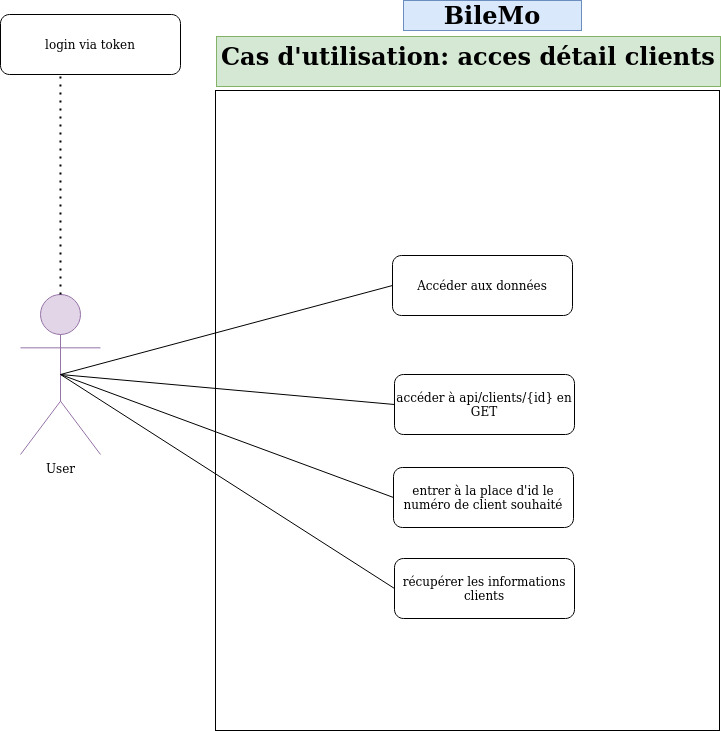 BileMo
login via token
Cas d'utilisation: acces détail clients
Accéder aux données
accéder à api/clients/{id} en
GET
entrer à la place d'id le
numéro de client souhaité
User
récupérer les informations
clients